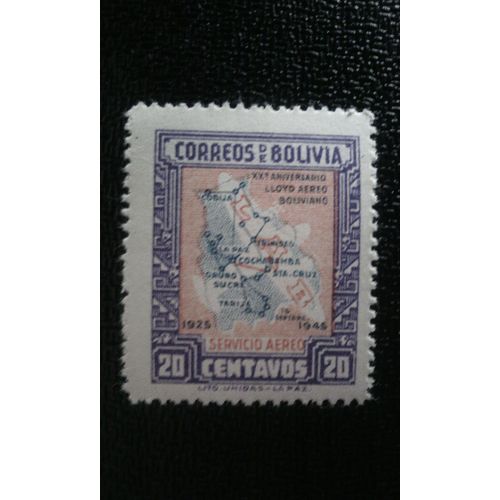 CORREOS DE BOLIVIA
XX ANIVERSARIO
LLOYD AEREO
BOLIVIANO
COBIJA
TRINIDAD
LA PAZ
COCHABAMBA
ORURO
STA. CRUZ
SUCRE
TARIJA
1925
1945
SERVICIO AEREO
20 CENTAVOS 20
LITO. UNIDAS - LA PAZ.